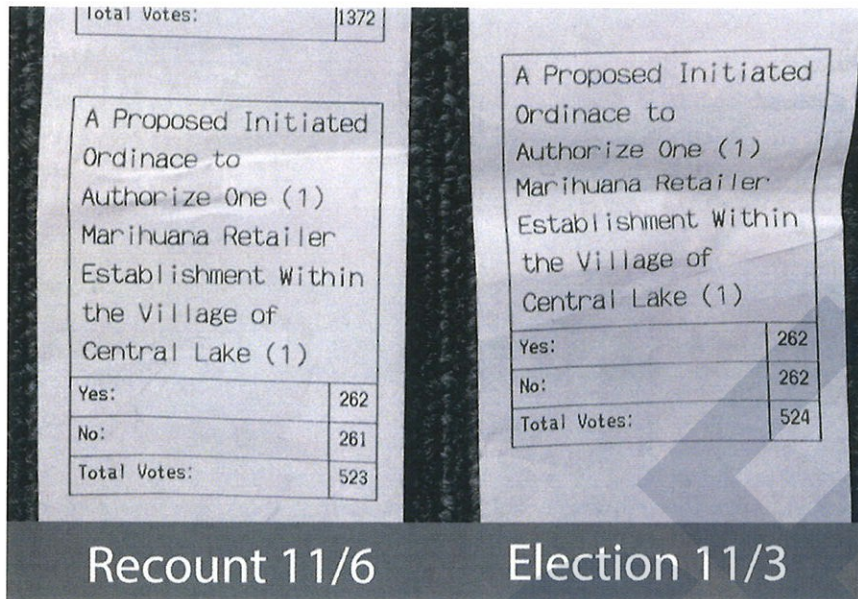 Total Votes: 1372
A Proposed Initiated
Ordinace to
Authorize One (1)
Marihuana Retailer
Establishment Within
the Village of
Central Lake (1)
Yes: 262
No: 261
Total Votes: 523
Recount 11/6
A Proposed Initiated
Ordinace to
Authorize One (1)
Marihuana Retailer
Establishment Within
the Village of
Central Lake (1)
Yes: 262
No: 262
Total Votes: 524
Election 11/3